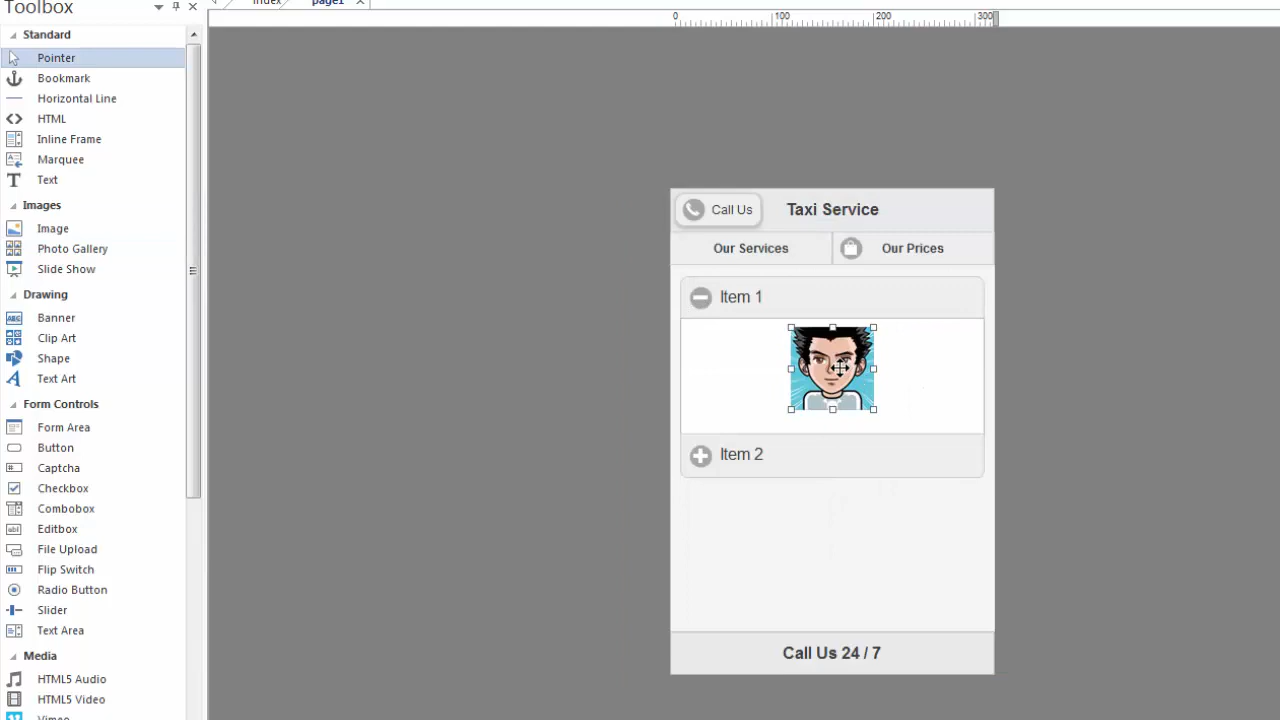 Toolbox
index page1
0 100 200 300
Standard
Pointer
Bookmark
Horizontal Line
HTML
Inline Frame
Marquee
Text
Images
Image
Photo Gallery
Slide Show
Drawing
Banner
Clip Art
Shape
Text Art
Form Controls
Form Area
Button
Captcha
Checkbox
Combobox
Editbox
File Upload
Flip Switch
Radio Button
Slider
Text Area
Media
HTML5 Audio
HTML5 Video
Vimeo
Call Us Taxi Service
Our Services Our Prices
Item 1
Item 2
Call Us 24 / 7